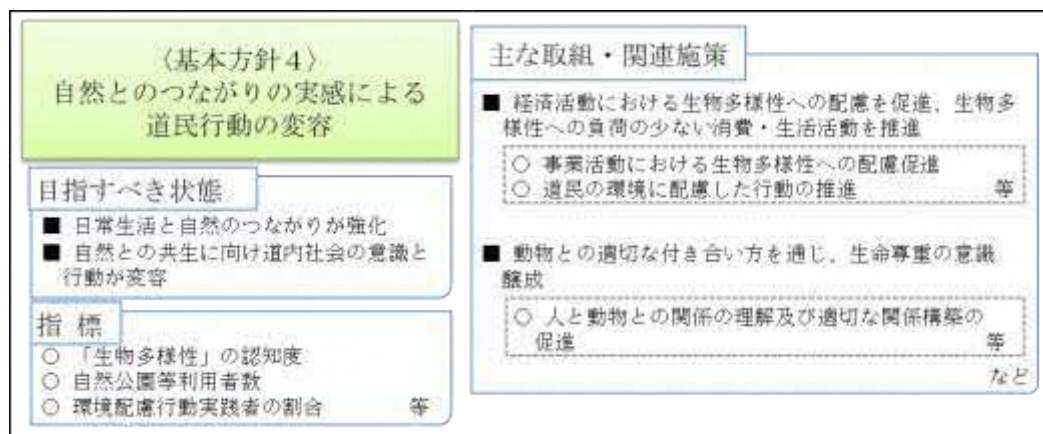 〈基本方針４〉
自然とのつながりの実感による
道民行動の変容
目指すべき状態
■ 日常生活と自然のつながりが強化
■ 自然との共生に向け道内社会の意識と
行動が変容
指 標
○ 「生物多様性」の認知度
○ 自然公園等利用者数
○ 環境配慮行動実践者の割合 等
主な取組・関連施策
■ 経済活動における生物多様性への配慮を促進、生物多
様性への負荷の少ない消費・生活活動を推進
○ 事業活動における生物多様性への配慮促進
○ 道民の環境に配慮した行動の推進 等
■ 動物との適切な付き合い方を通じ、生命尊重の意識
醸成
○ 人と動物との関係の理解及び適切な関係構築の
促進 等
など